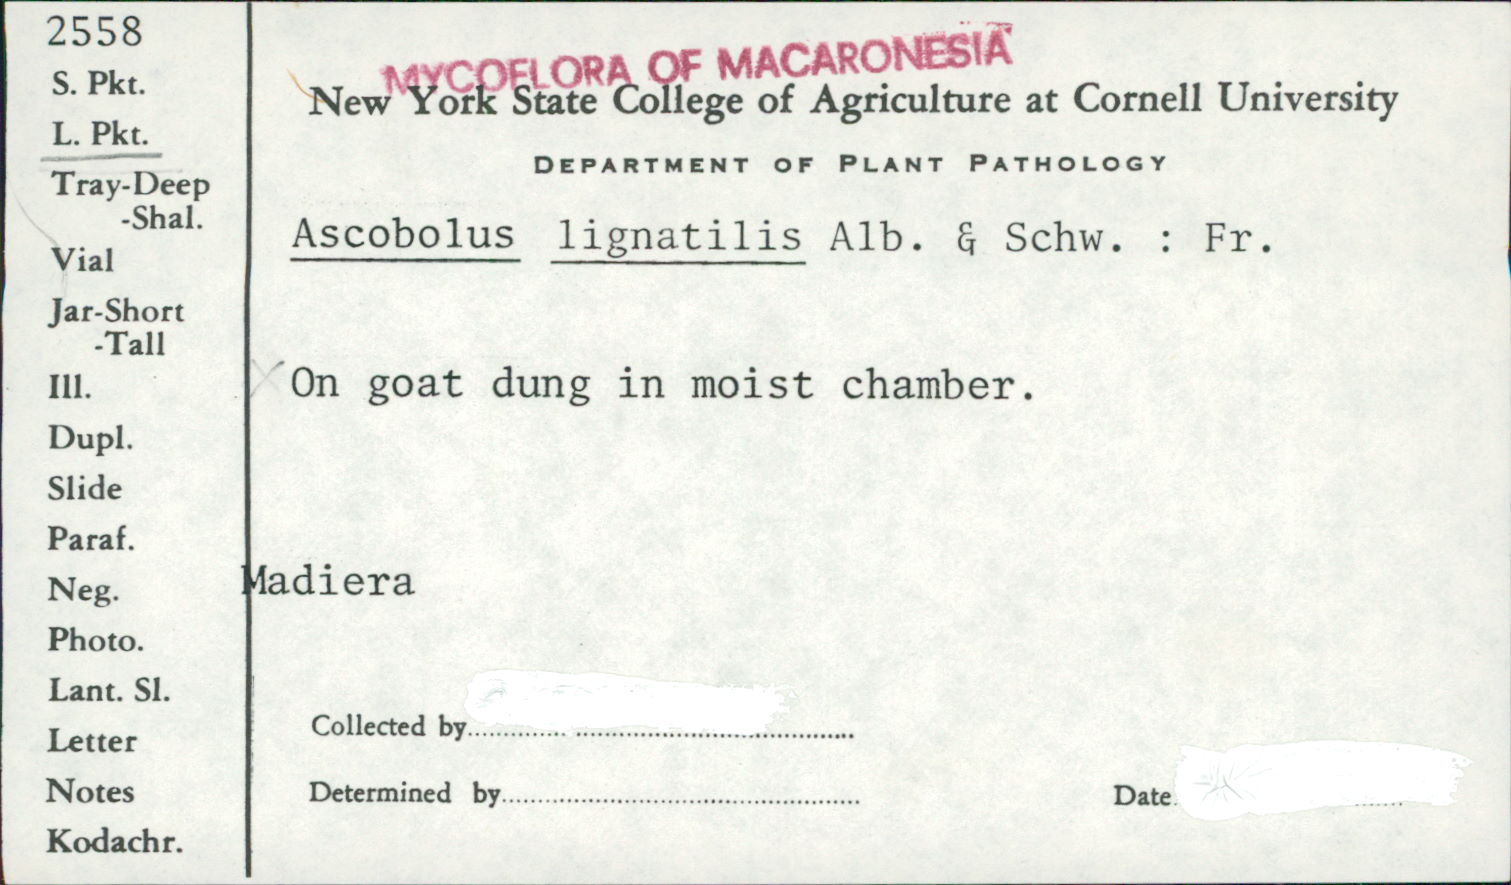 2558
S. Pkt.
L. Pkt.
Tray-Deep
-Shal.
Vial
Jar-Short
-Tall
Ill.
Dupl.
Slide
Paraf.
Neg.
Photo.
Lant. Sl.
Letter
Notes
Kodachr.
MYCOFLORA OF MACARONESIA
New York State College of Agriculture at Cornell University
DEPARTMENT OF PLANT PATHOLOGY
Ascobolus lignatilis Alb. & Schw. : Fr.
On goat dung in moist chamber.
Madiera
Collected by
Determined by
Date